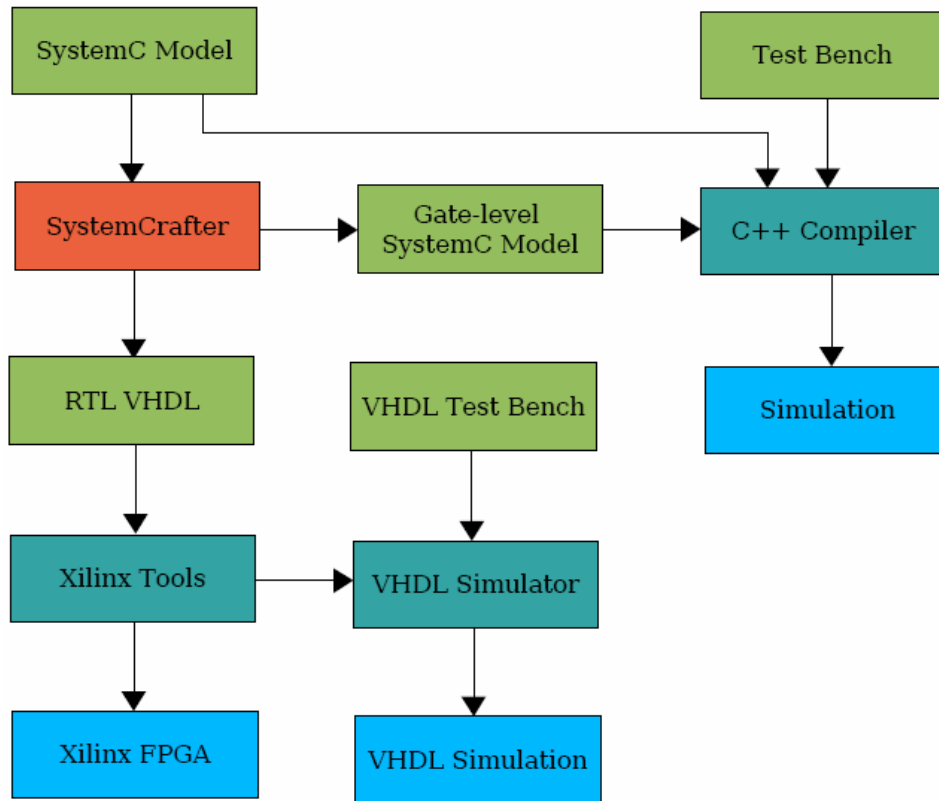 SystemC Model
Test Bench
SystemCrafter
Gate-level
SystemC Model
C++ Compiler
RTL VHDL
VHDL Test Bench
Simulation
Xilinx Tools
VHDL Simulator
Xilinx FPGA
VHDL Simulation